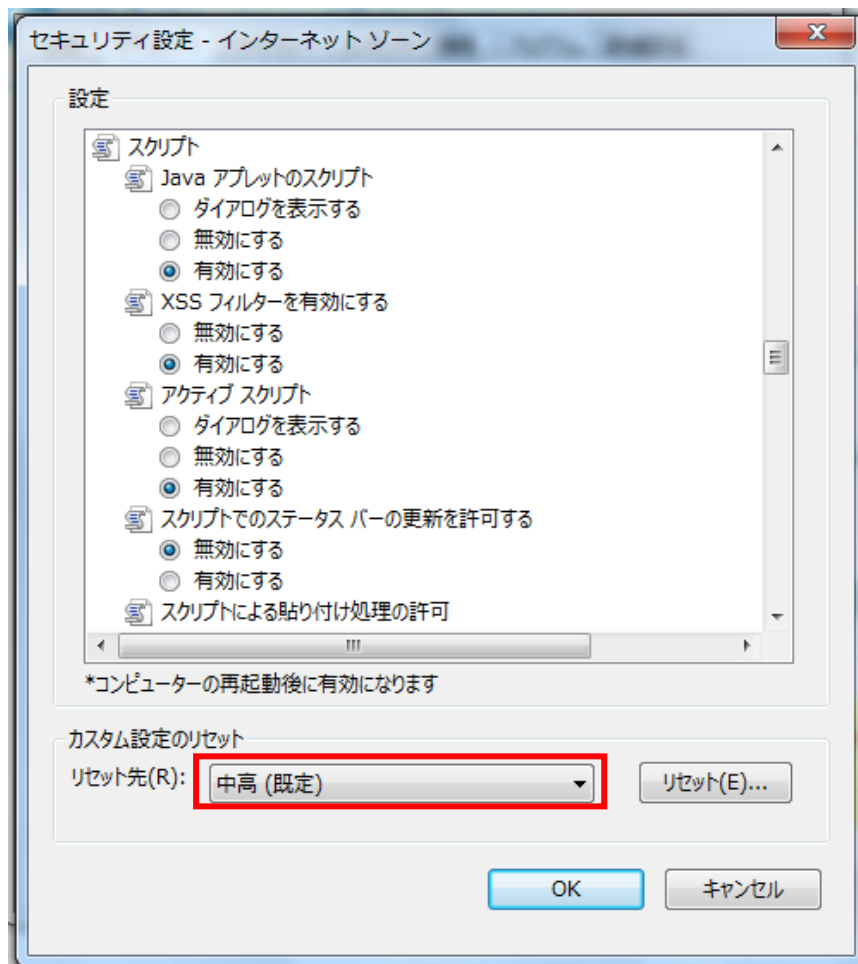 セキュリティ設定 - インターネット ゾーン
設定
スクリプト
Java アプレットのスクリプト
ダイアログを表示する
無効にする
有効にする
XSS フィルターを有効にする
無効にする
有効にする
アクティブ スクリプト
ダイアログを表示する
無効にする
有効にする
スクリプトでのステータス バーの更新を許可する
無効にする
有効にする
スクリプトによる貼り付け処理の許可
*コンピューターの再起動後に有効になります
カスタム設定のリセット
リセット先(R): 中高 (既定) リセット(E)...
OK キャンセル